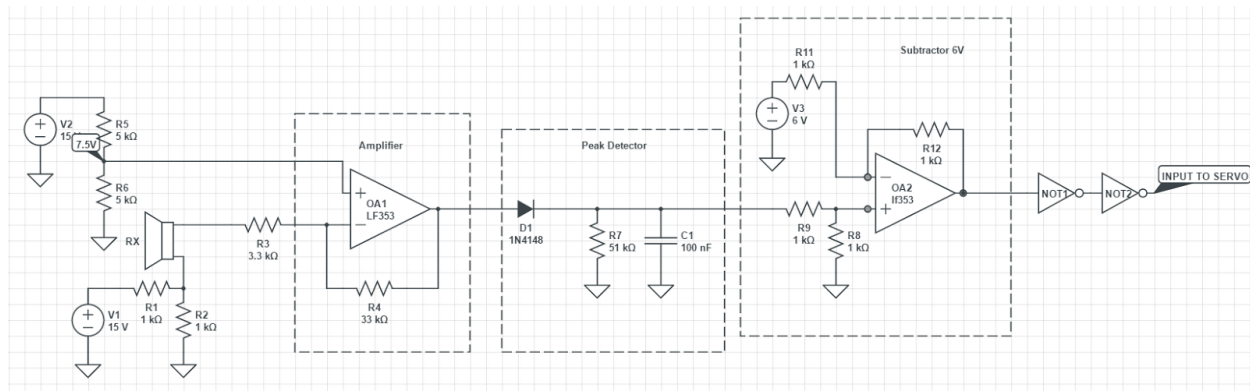 Subtractor 6V
R11
1 kΩ
V3
6 V
R12
1 kΩ
OA2
lf353
R9
1 kΩ
R8
1 kΩ
NOT1
NOT2
INPUT TO SERVO
Amplifier
OA1
LF353
R4
33 kΩ
Peak Detector
D1
1N4148
R7
51 kΩ
C1
100 nF
V2
R5
5 kΩ
7.5V
R6
5 kΩ
RX
R3
3.3 kΩ
V1
15 V
R1
1 kΩ
R2
1 kΩ